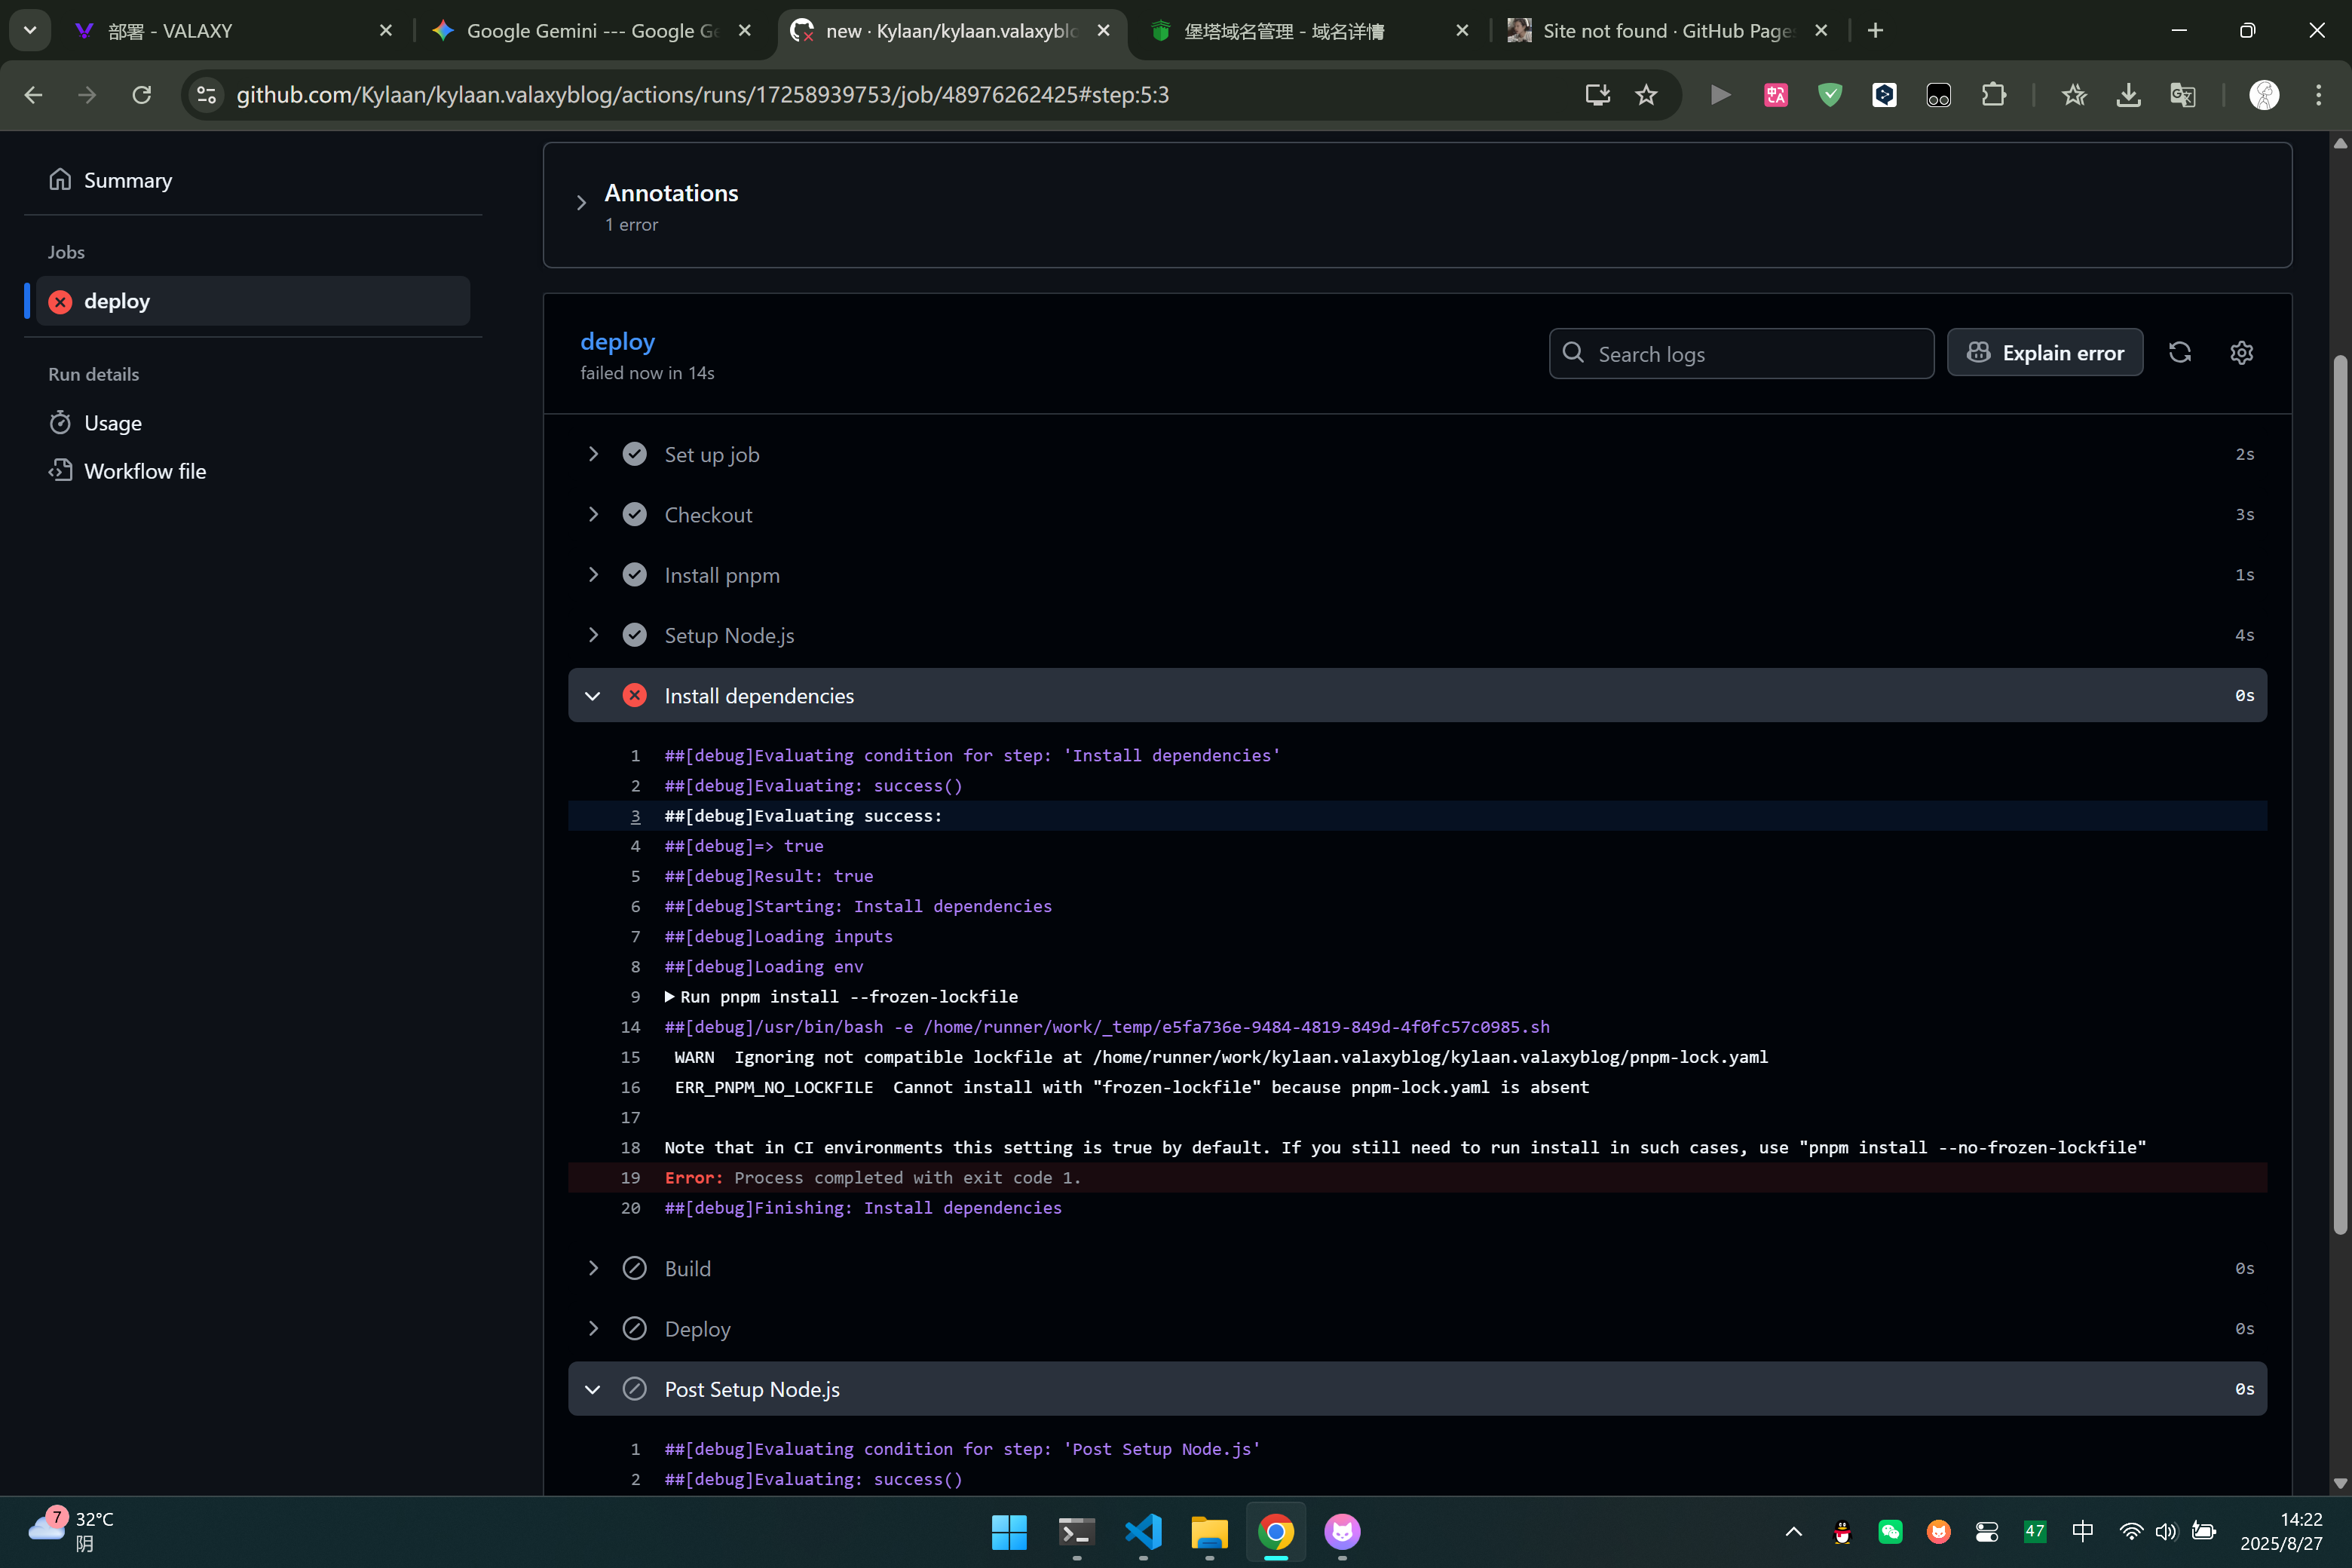 部署 - VALAXY
Google Gemini --- Google Ge
new · Kylaan/kylaan.valaxyblo
堡塔域名管理 - 域名详情
Site not found · GitHub Pages
github.com/Kylaan/kylaan.valaxyblog/actions/runs/17258939753/job/48976262425#step:5:3
Summary
Jobs
deploy
Run details
Usage
Workflow file
Annotations
1 error
deploy
failed now in 14s
Search logs
Explain error
Set up job 2s
Checkout 3s
Install pnpm 1s
Setup Node.js 4s
Install dependencies 0s
1 ##[debug]Evaluating condition for step: 'Install dependencies'
2 ##[debug]Evaluating: success()
3 ##[debug]Evaluating success:
4 ##[debug]=> true
5 ##[debug]Result: true
6 ##[debug]Starting: Install dependencies
7 ##[debug]Loading inputs
8 ##[debug]Loading env
9 Run pnpm install --frozen-lockfile
14 ##[debug]/usr/bin/bash -e /home/runner/work/_temp/e5fa736e-9484-4819-849d-4f0fc57c0985.sh
15 WARN  Ignoring not compatible lockfile at /home/runner/work/kylaan.valaxyblog/kylaan.valaxyblog/pnpm-lock.yaml
16 ERR_PNPM_NO_LOCKFILE  Cannot install with "frozen-lockfile" because pnpm-lock.yaml is absent
17
18 Note that in CI environments this setting is true by default. If you still need to run install in such cases, use "pnpm install --no-frozen-lockfile"
19 Error: Process completed with exit code 1.
20 ##[debug]Finishing: Install dependencies
Build 0s
Deploy 0s
Post Setup Node.js 0s
1 ##[debug]Evaluating condition for step: 'Post Setup Node.js'
2 ##[debug]Evaluating: success()
7
32°C
阴
47
中
14:22
2025/8/27